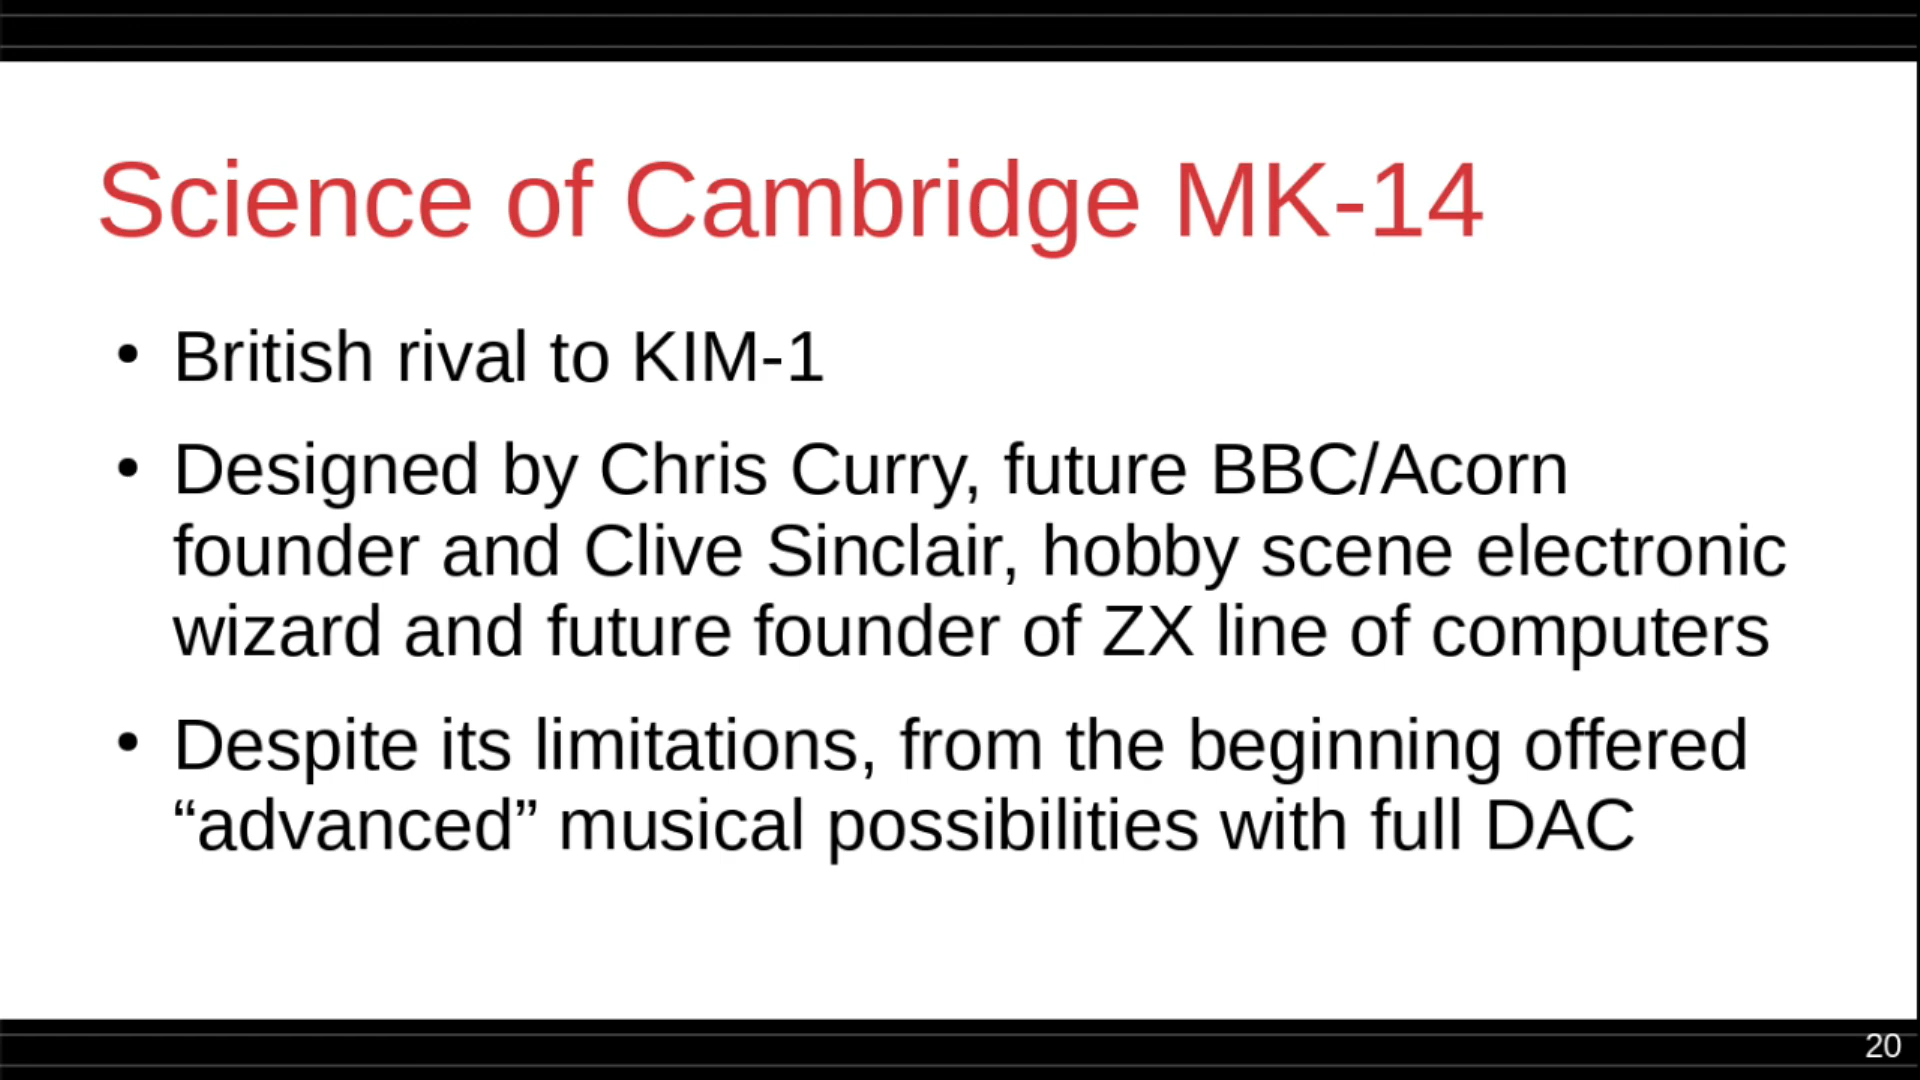 Science of Cambridge MK-14
• British rival to KIM-1
• Designed by Chris Curry, future BBC/Acorn
founder and Clive Sinclair, hobby scene electronic
wizard and future founder of ZX line of computers
• Despite its limitations, from the beginning offered
“advanced” musical possibilities with full DAC
20